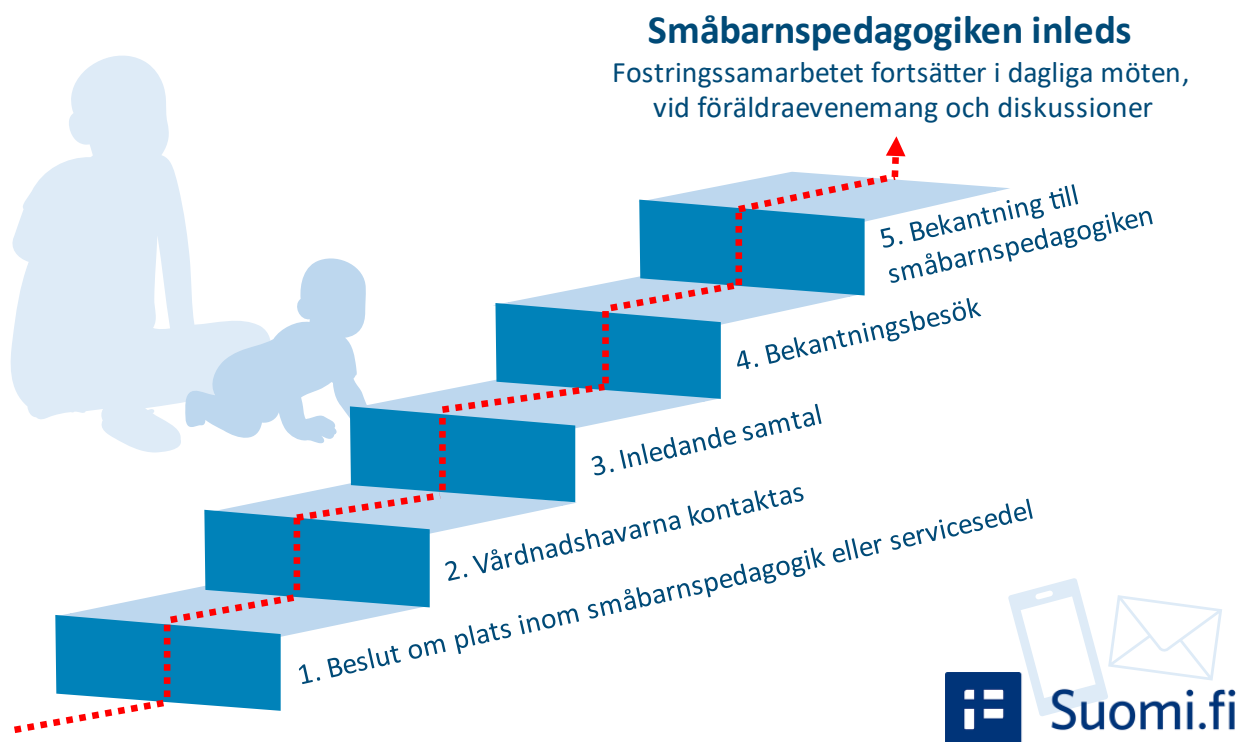 Småbarnspedagogiken inleds
Fostringssamarbetet fortsätter i dagliga möten,
vid föräldraevenemang och diskussioner
5. Bekantning till
småbarnspedagogiken
4. Bekantningsbesök
3. Inledande samtal
2. Vårdnadshavarna kontaktas
1. Beslut om plats inom småbarnspedagogik eller servicesedel
Suomi.fi